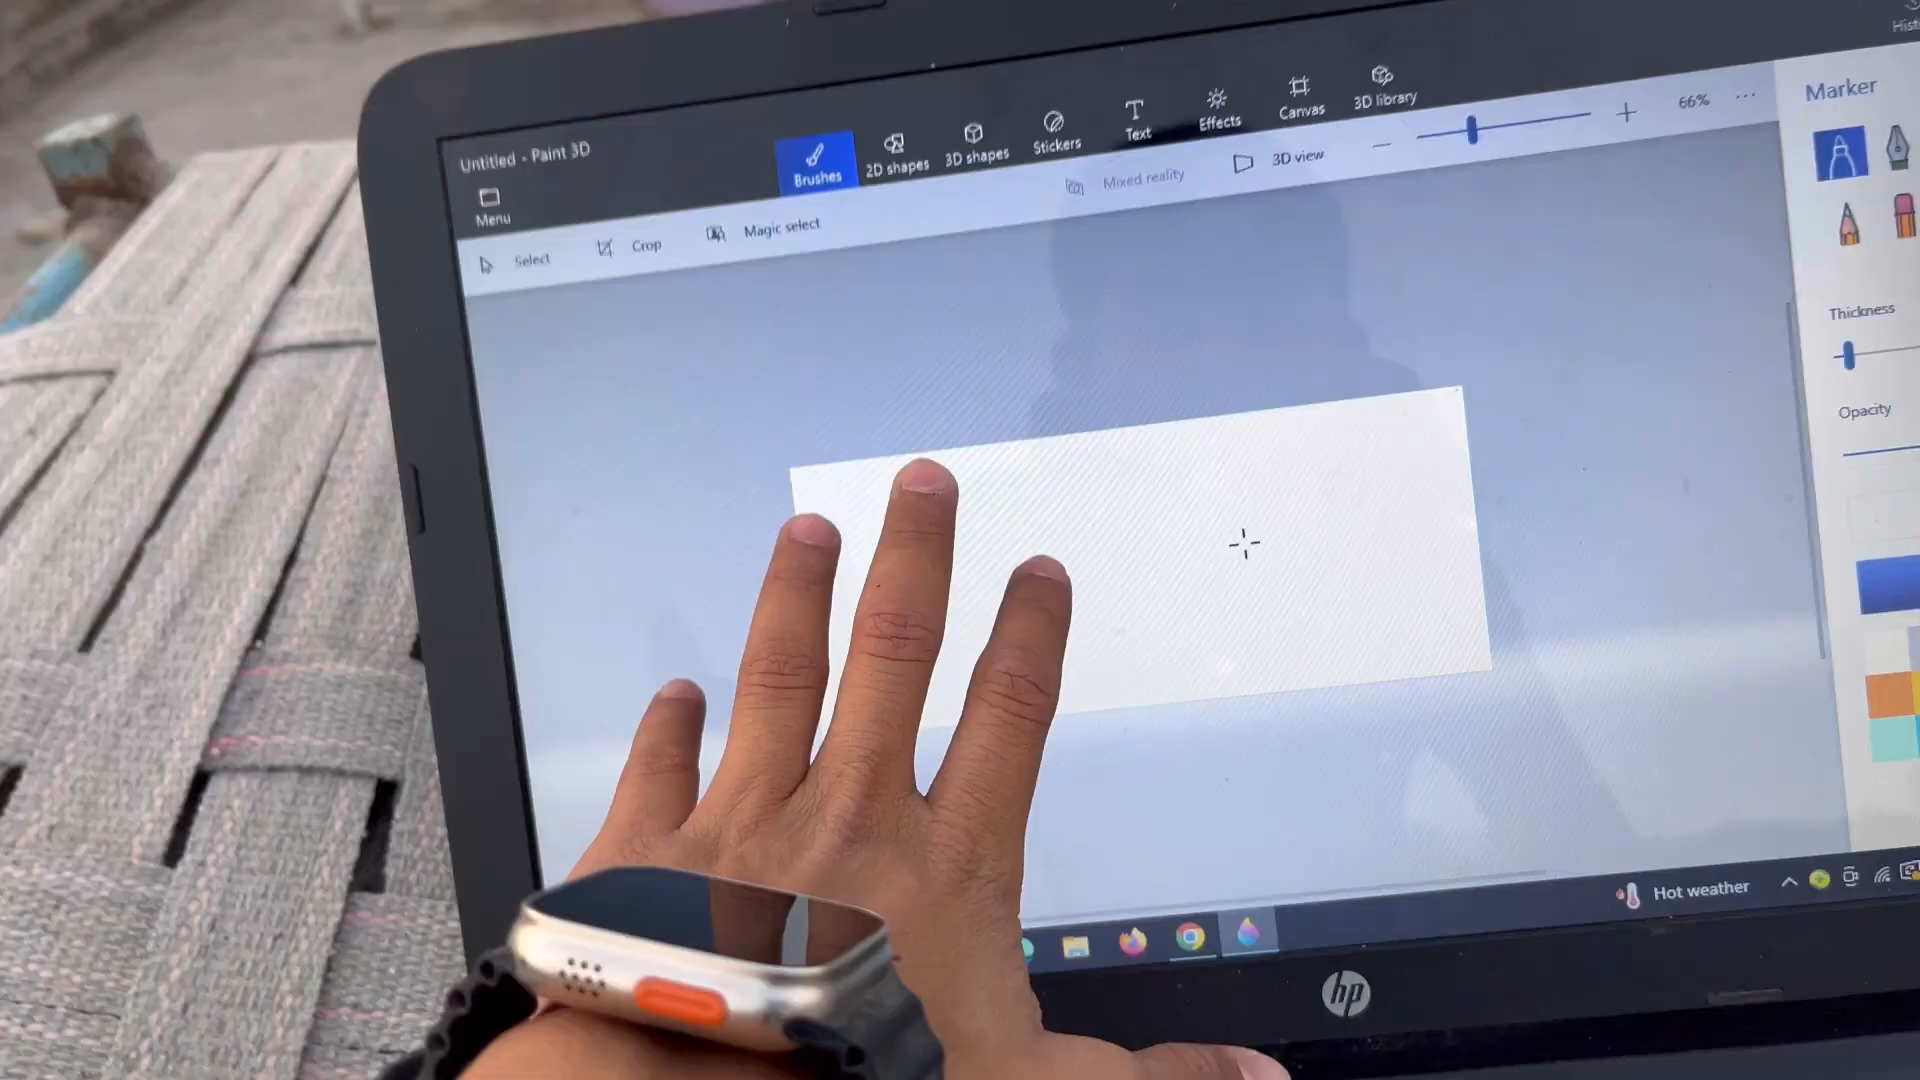 Untitled - Paint 3D
Menu
Brushes
2D shapes
3D shapes
Stickers
Text
Effects
Canvas
3D library
Select
Crop
Magic select
Mixed reality
3D view
66%
Marker
Thickness
Opacity
Hot weather
hp